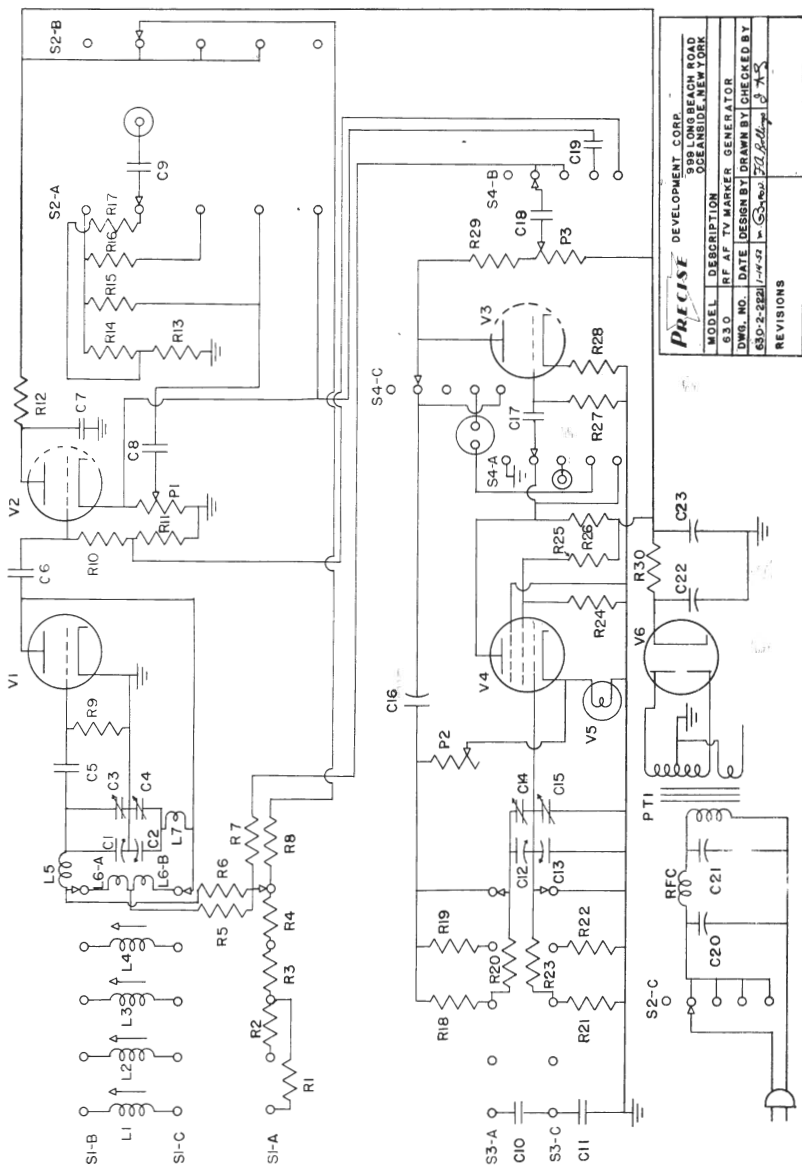 S1-B
L1
L2
L3
L4
S1-C
L5
L6-A
L6-B
L7
C1
C2
C3
C4
C5
R9
V1
C6
V2
R10
R11
P1
R12
C7
C8
R14
R13
R15
R16
R17
S2-A
C9
S2-B
S1-A
R1
R2
R3
R4
R5
R6
R7
R8
S3-A
S3-C
C10
C11
R18
R19
R20
R21
R22
R23
C12
C13
C14
C15
P2
C16
V4
V5
R24
R25
R26
S4-A
S4-C
C17
V3
R27
R28
R29
P3
C18
S4-B
C19
S2-C
C20
RFC
C21
PT1
V6
R30
C22
C23
PRECISE DEVELOPMENT CORP.
999 LONG BEACH ROAD
OCEANSIDE, NEW YORK
MODEL DESCRIPTION
630 RF AF TV MARKER GENERATOR
DWG. NO. DATE DESIGN BY DRAWN BY CHECKED BY
630-2-2221 1-14-52
REVISIONS